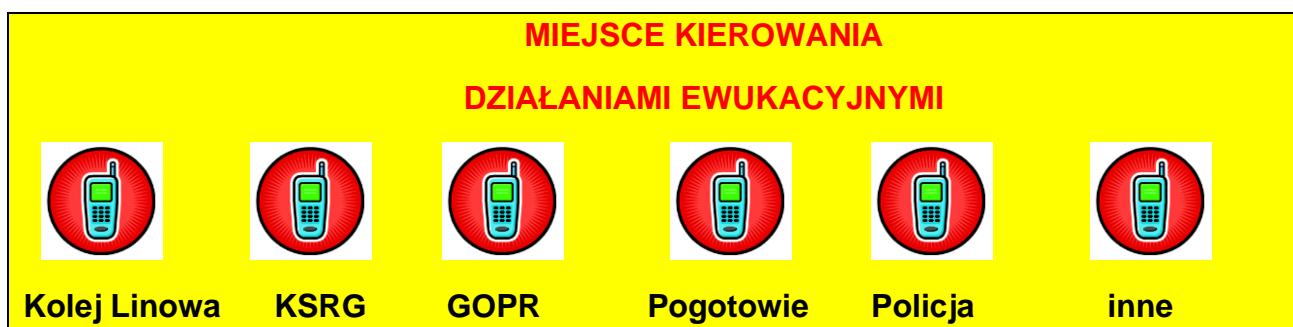 MIEJSCE KIEROWANIA
DZIAŁANIAMI EWUKACYJNYMI
Kolej Linowa KSRG GOPR Pogotowie Policja inne